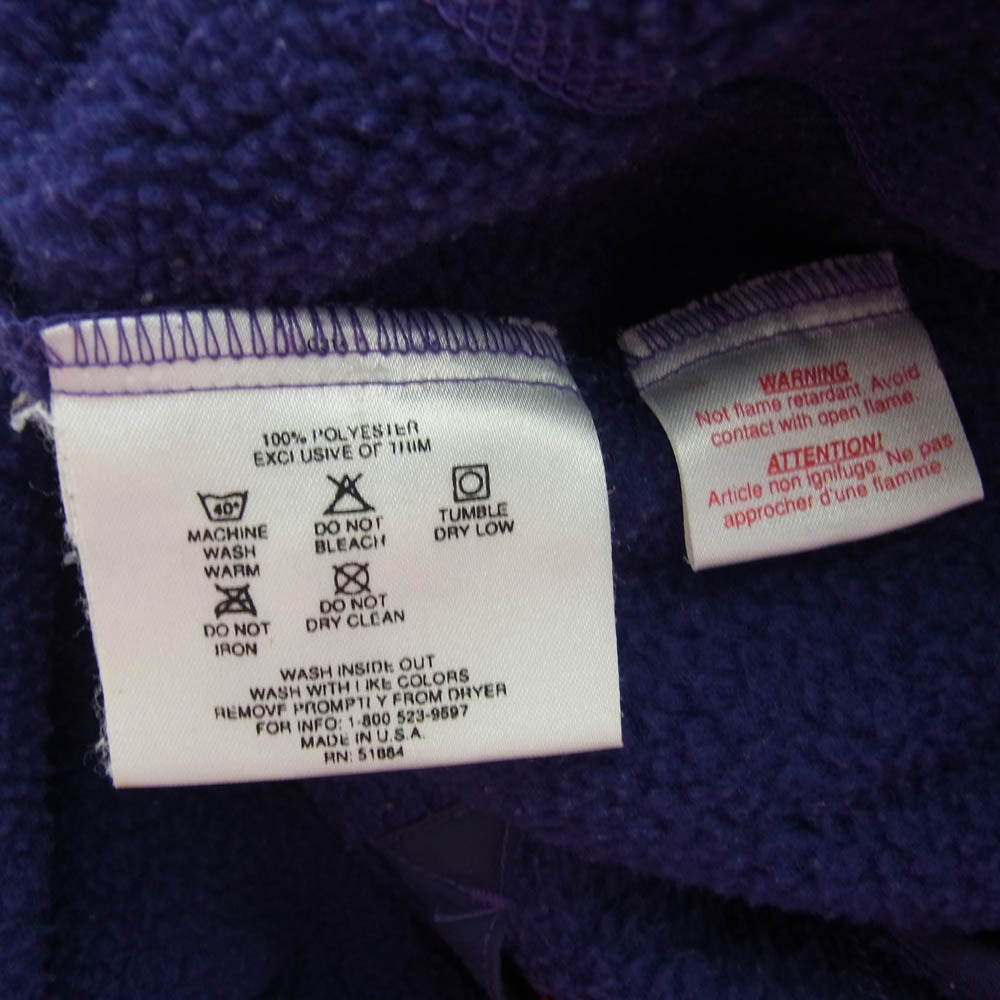 100% POLYESTER
EXCLUSIVE OF TRIM
40°
MACHINE
WASH
WARM
DO NOT
BLEACH
TUMBLE
DRY LOW
DO NOT
IRON
DO NOT
DRY CLEAN
WASH INSIDE OUT
WASH WITH LIKE COLORS
REMOVE PROMPTLY FROM DRYER
FOR INFO: 1-800 523-9597
MADE IN U.S.A.
RN: 51884
WARNING
Not flame retardant. Avoid
contact with open flame
ATTENTION!
Article non ignifuge. Ne pas
approcher d'une flamme